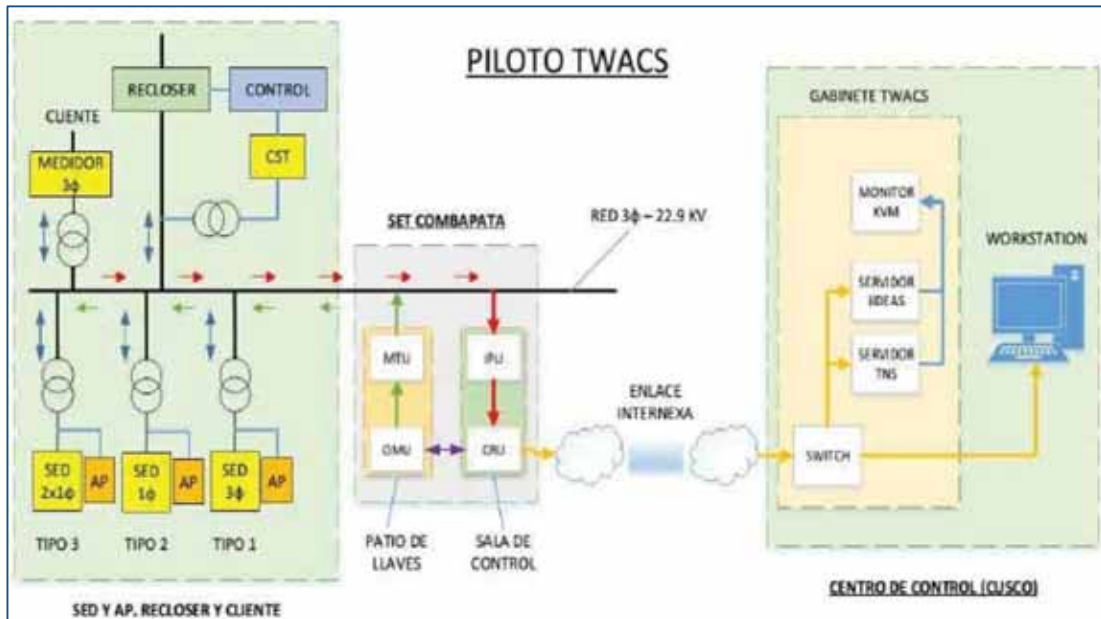 PILOTO TWACS
RECLOSER
CONTROL
CLIENTE
MEDIDOR
3ϕ
CST
SET COMBAPATA
RED 3ϕ – 22.9 KV
MTU
IPU
OMU
CRU
PATIO DE
LLAVES
SALA DE
CONTROL
ENLACE
INTERNEXA
GABINETE TWACS
MONITOR
KVM
SERVIDOR
SERVIDOR
TNS
SWITCH
WORKSTATION
CENTRO DE CONTROL (CUSCO)
SED
2x1ϕ
AP
SED
1ϕ
AP
SED
3ϕ
AP
TIPO 3
TIPO 2
TIPO 1
SED Y AP, RECLOSER Y CLIENTE